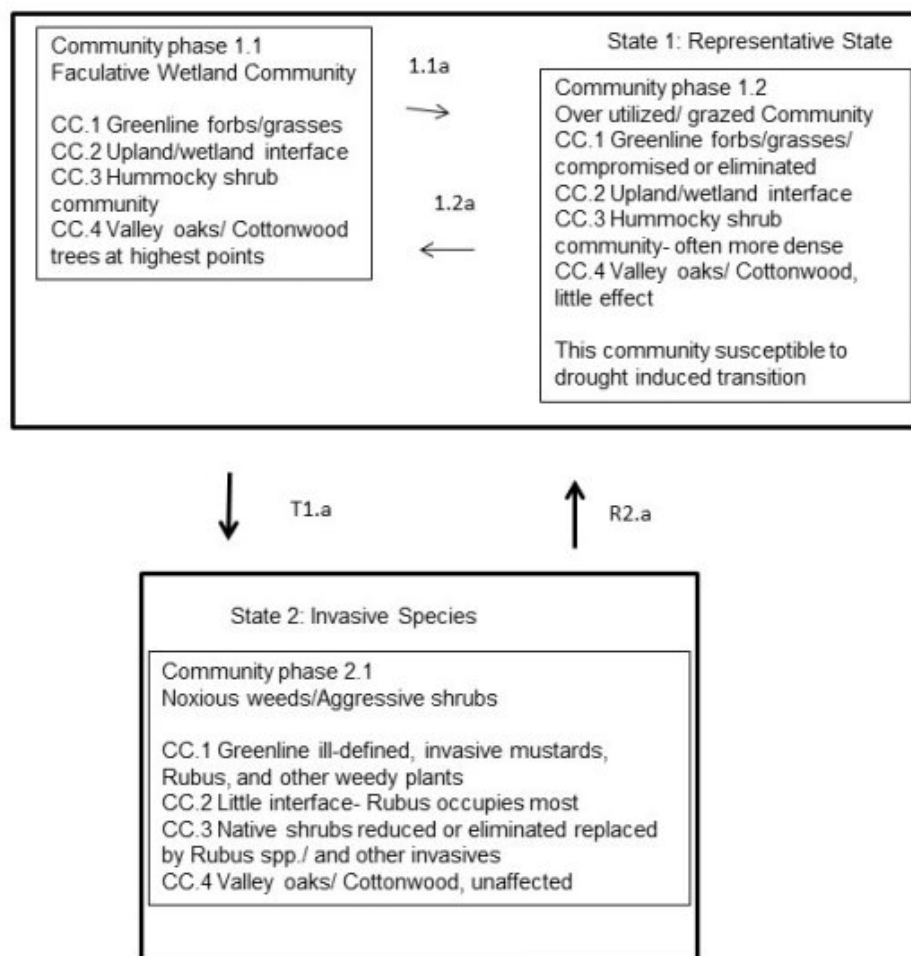 Community phase 1.1
Faculative Wetland Community
CC.1 Greenline forbs/grasses
CC.2 Upland/wetland interface
CC.3 Hummocky shrub
community
CC.4 Valley oaks/ Cottonwood
trees at highest points
1.1a
1.2a
State 1: Representative State
Community phase 1.2
Over utilized/ grazed Community
CC.1 Greenline forbs/grasses/
compromised or eliminated
CC.2 Upland/wetland interface
CC.3 Hummocky shrub
community- often more dense
CC.4 Valley oaks/ Cottonwood,
little effect
This community susceptible to
drought induced transition
T1.a
R2.a
State 2: Invasive Species
Community phase 2.1
Noxious weeds/Aggressive shrubs
CC.1 Greenline ill-defined, invasive mustards,
Rubus, and other weedy plants
CC.2 Little interface- Rubus occupies most
CC.3 Native shrubs reduced or eliminated replaced
by Rubus spp./ and other invasives
CC.4 Valley oaks/ Cottonwood, unaffected